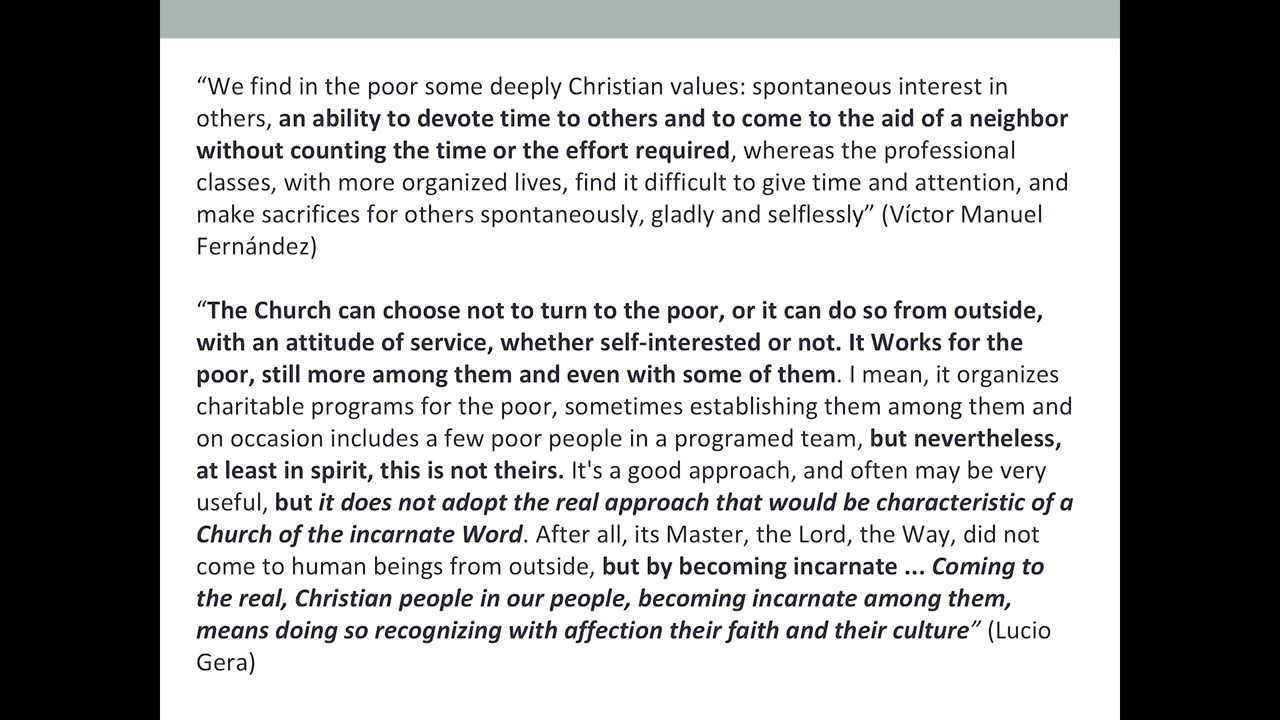 “We find in the poor some deeply Christian values: spontaneous interest in
others, an ability to devote time to others and to come to the aid of a neighbor
without counting the time or the effort required, whereas the professional
classes, with more organized lives, find it difficult to give time and attention, and
make sacrifices for others spontaneously, gladly and selflessly” (Víctor Manuel
Fernández)
“The Church can choose not to turn to the poor, or it can do so from outside,
with an attitude of service, whether self-interested or not. It Works for the
poor, still more among them and even with some of them. I mean, it organizes
charitable programs for the poor, sometimes establishing them among them and
on occasion includes a few poor people in a programed team, but nevertheless,
at least in spirit, this is not theirs. It's a good approach, and often may be very
useful, but it does not adopt the real approach that would be characteristic of a
Church of the incarnate Word. After all, its Master, the Lord, the Way, did not
come to human beings from outside, but by becoming incarnate ... Coming to
the real, Christian people in our people, becoming incarnate among them,
means doing so recognizing with affection their faith and their culture” (Lucio
Gera)